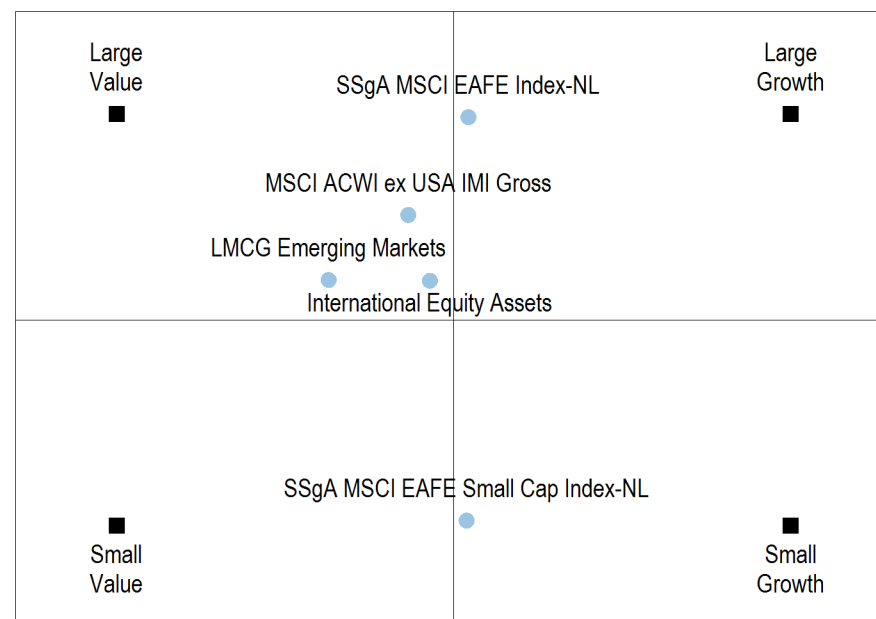 Large
Value
Large
Growth
SSgA MSCI EAFE Index-NL
MSCI ACWI ex USA IMI Gross
LMCG Emerging Markets
International Equity Assets
SSgA MSCI EAFE Small Cap Index-NL
Small
Value
Small
Growth